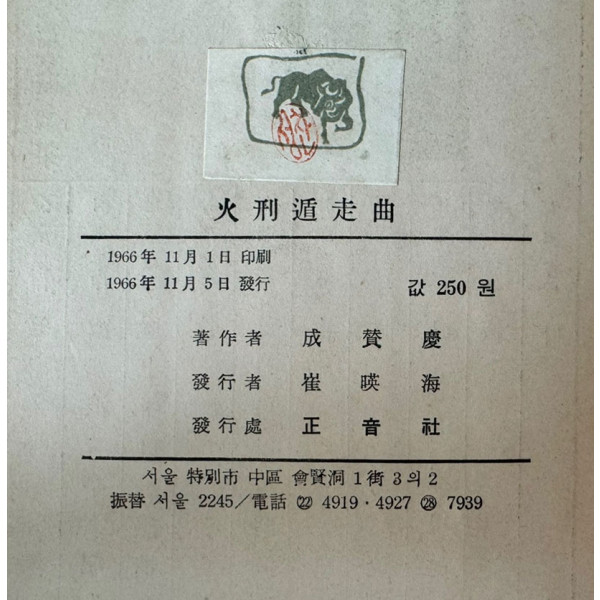 火刑遁走曲
1966年 11月 1日 印刷
1966年 11月 5日 發行
값 250 원
著作者 成賛慶
發行者 崔暎海
發行處 正音社
서울 特別市 中區 會賢洞 1街 3의 2
振替 서울 2245/電話 ㉒ 4919·4927 ㉘ 7939